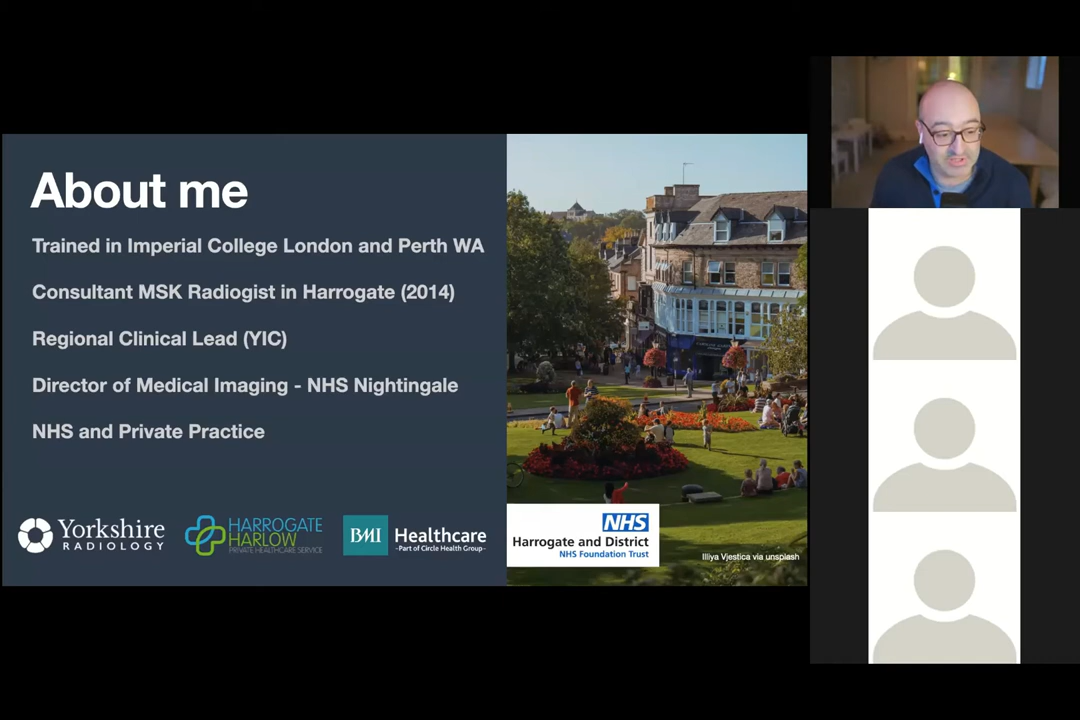 About me
Trained in Imperial College London and Perth WA
Consultant MSK Radiogist in Harrogate (2014)
Regional Clinical Lead (YIC)
Director of Medical Imaging - NHS Nightingale
NHS and Private Practice
Yorkshire
RADIOLOGY
HARROGATE
HARLOW
PRIVATE HEALTHCARE SERVICE
BMI Healthcare
–Part of Circle Health Group–
NHS
Harrogate and District
NHS Foundation Trust
Illiya Vjestica via unsplash